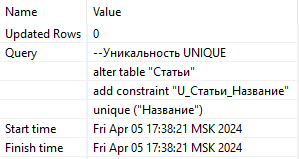 Name Value
Updated Rows 0
Query --Уникальность UNIQUE
alter table "Статьи"
add constraint "U_Статьи_Название"
unique ("Название")
Start time Fri Apr 05 17:38:21 MSK 2024
Finish time Fri Apr 05 17:38:21 MSK 2024